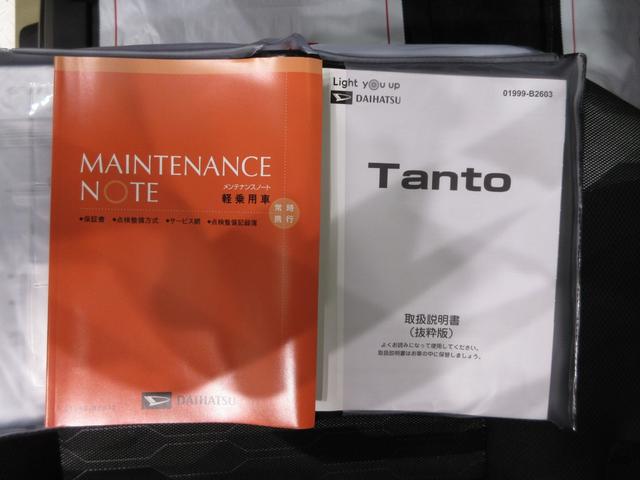 MAINTENANCE
NOTE
メンテナンスノート
軽乗用車
常時
携行
●保証書 ●点検整備方式 ●サービス網 ●点検整備記録簿
DAIHATSU
Light you up
DAIHATSU
01999-B2603
Tanto
取扱説明書
(抜粋版)
よくお読みになって使用してください。
取扱説明書はお車の中に保管しましょう。